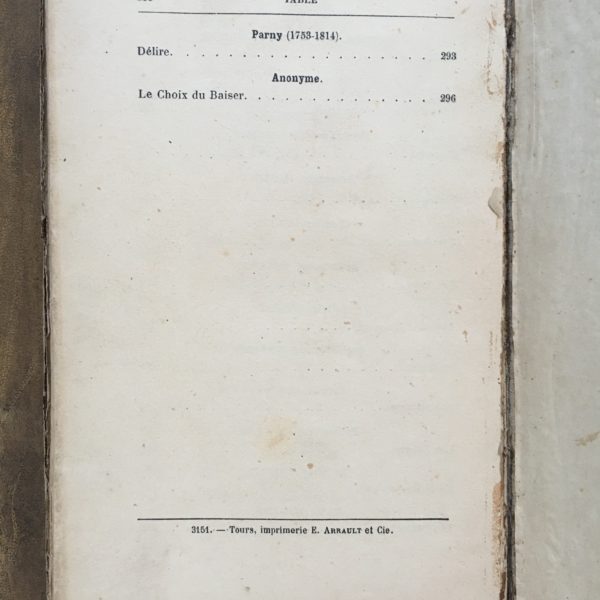 TABLE
Parny (1753-1814).
Délire. . . . . . . . . . . . . . . . . . . . 293
Anonyme.
Le Choix du Baiser. . . . . . . . . . . . . . . 296
3151. — Tours, imprimerie E. ARRAULT et Cie.